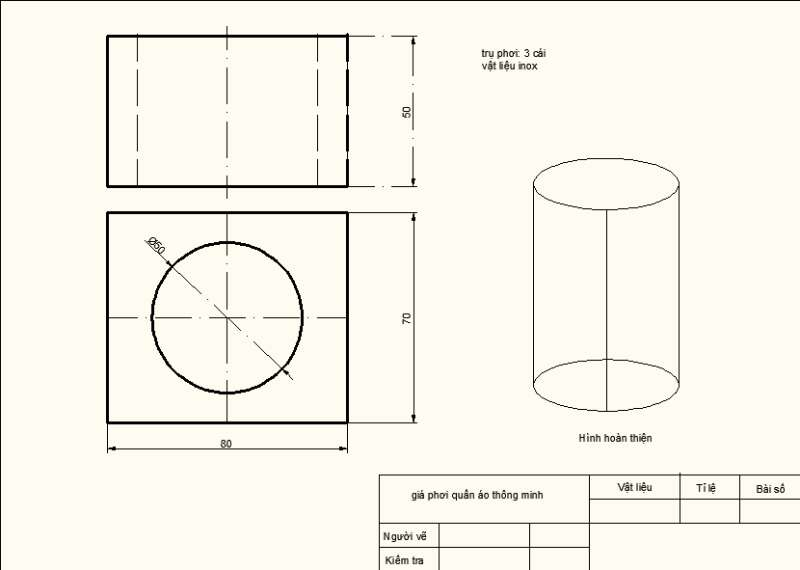 trụ phơi: 3 cái
vật liệu inox
50
Ø50
70
80
Hình hoàn thiện
giá phơi quần áo thông minh
Vật liệu
Tỉ lệ
Bài số
Người vẽ
Kiểm tra